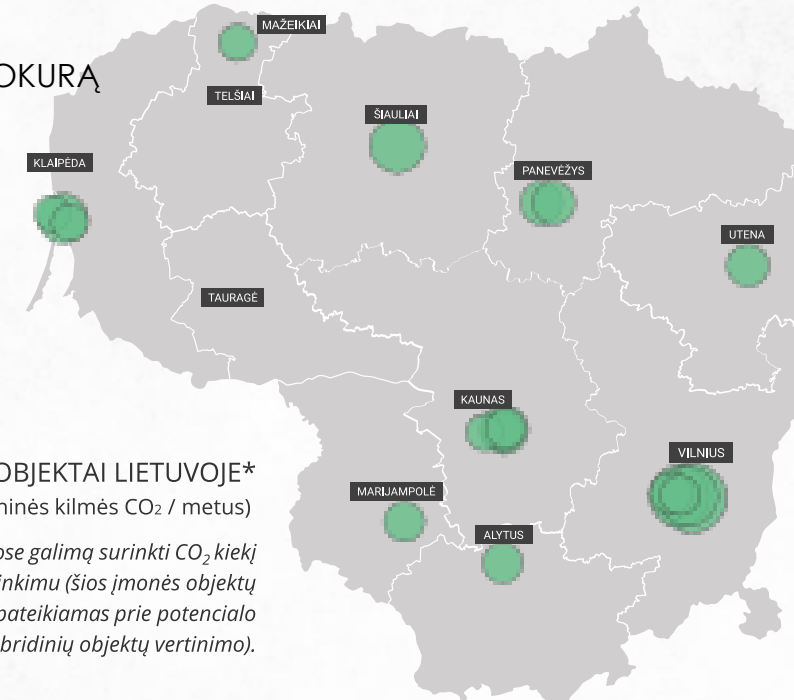 MAŽEIKIAI
OKURĄ
TELŠIAI
ŠIAULIAI
KLAIPĖDA
PANEVĖŽYS
UTENA
TAURAGĖ
KAUNAS
VILNIUS
OBJEKTAI LIETUVOJE*
MARIJAMPOLĖ
ninės kilmės CO₂ / metus)
ALYTUS
ose galimą surinkti CO₂ kiekį
inkimu (šios įmonės objektų
pateikiamas prie potencialo
bridinių objektų vertinimo).